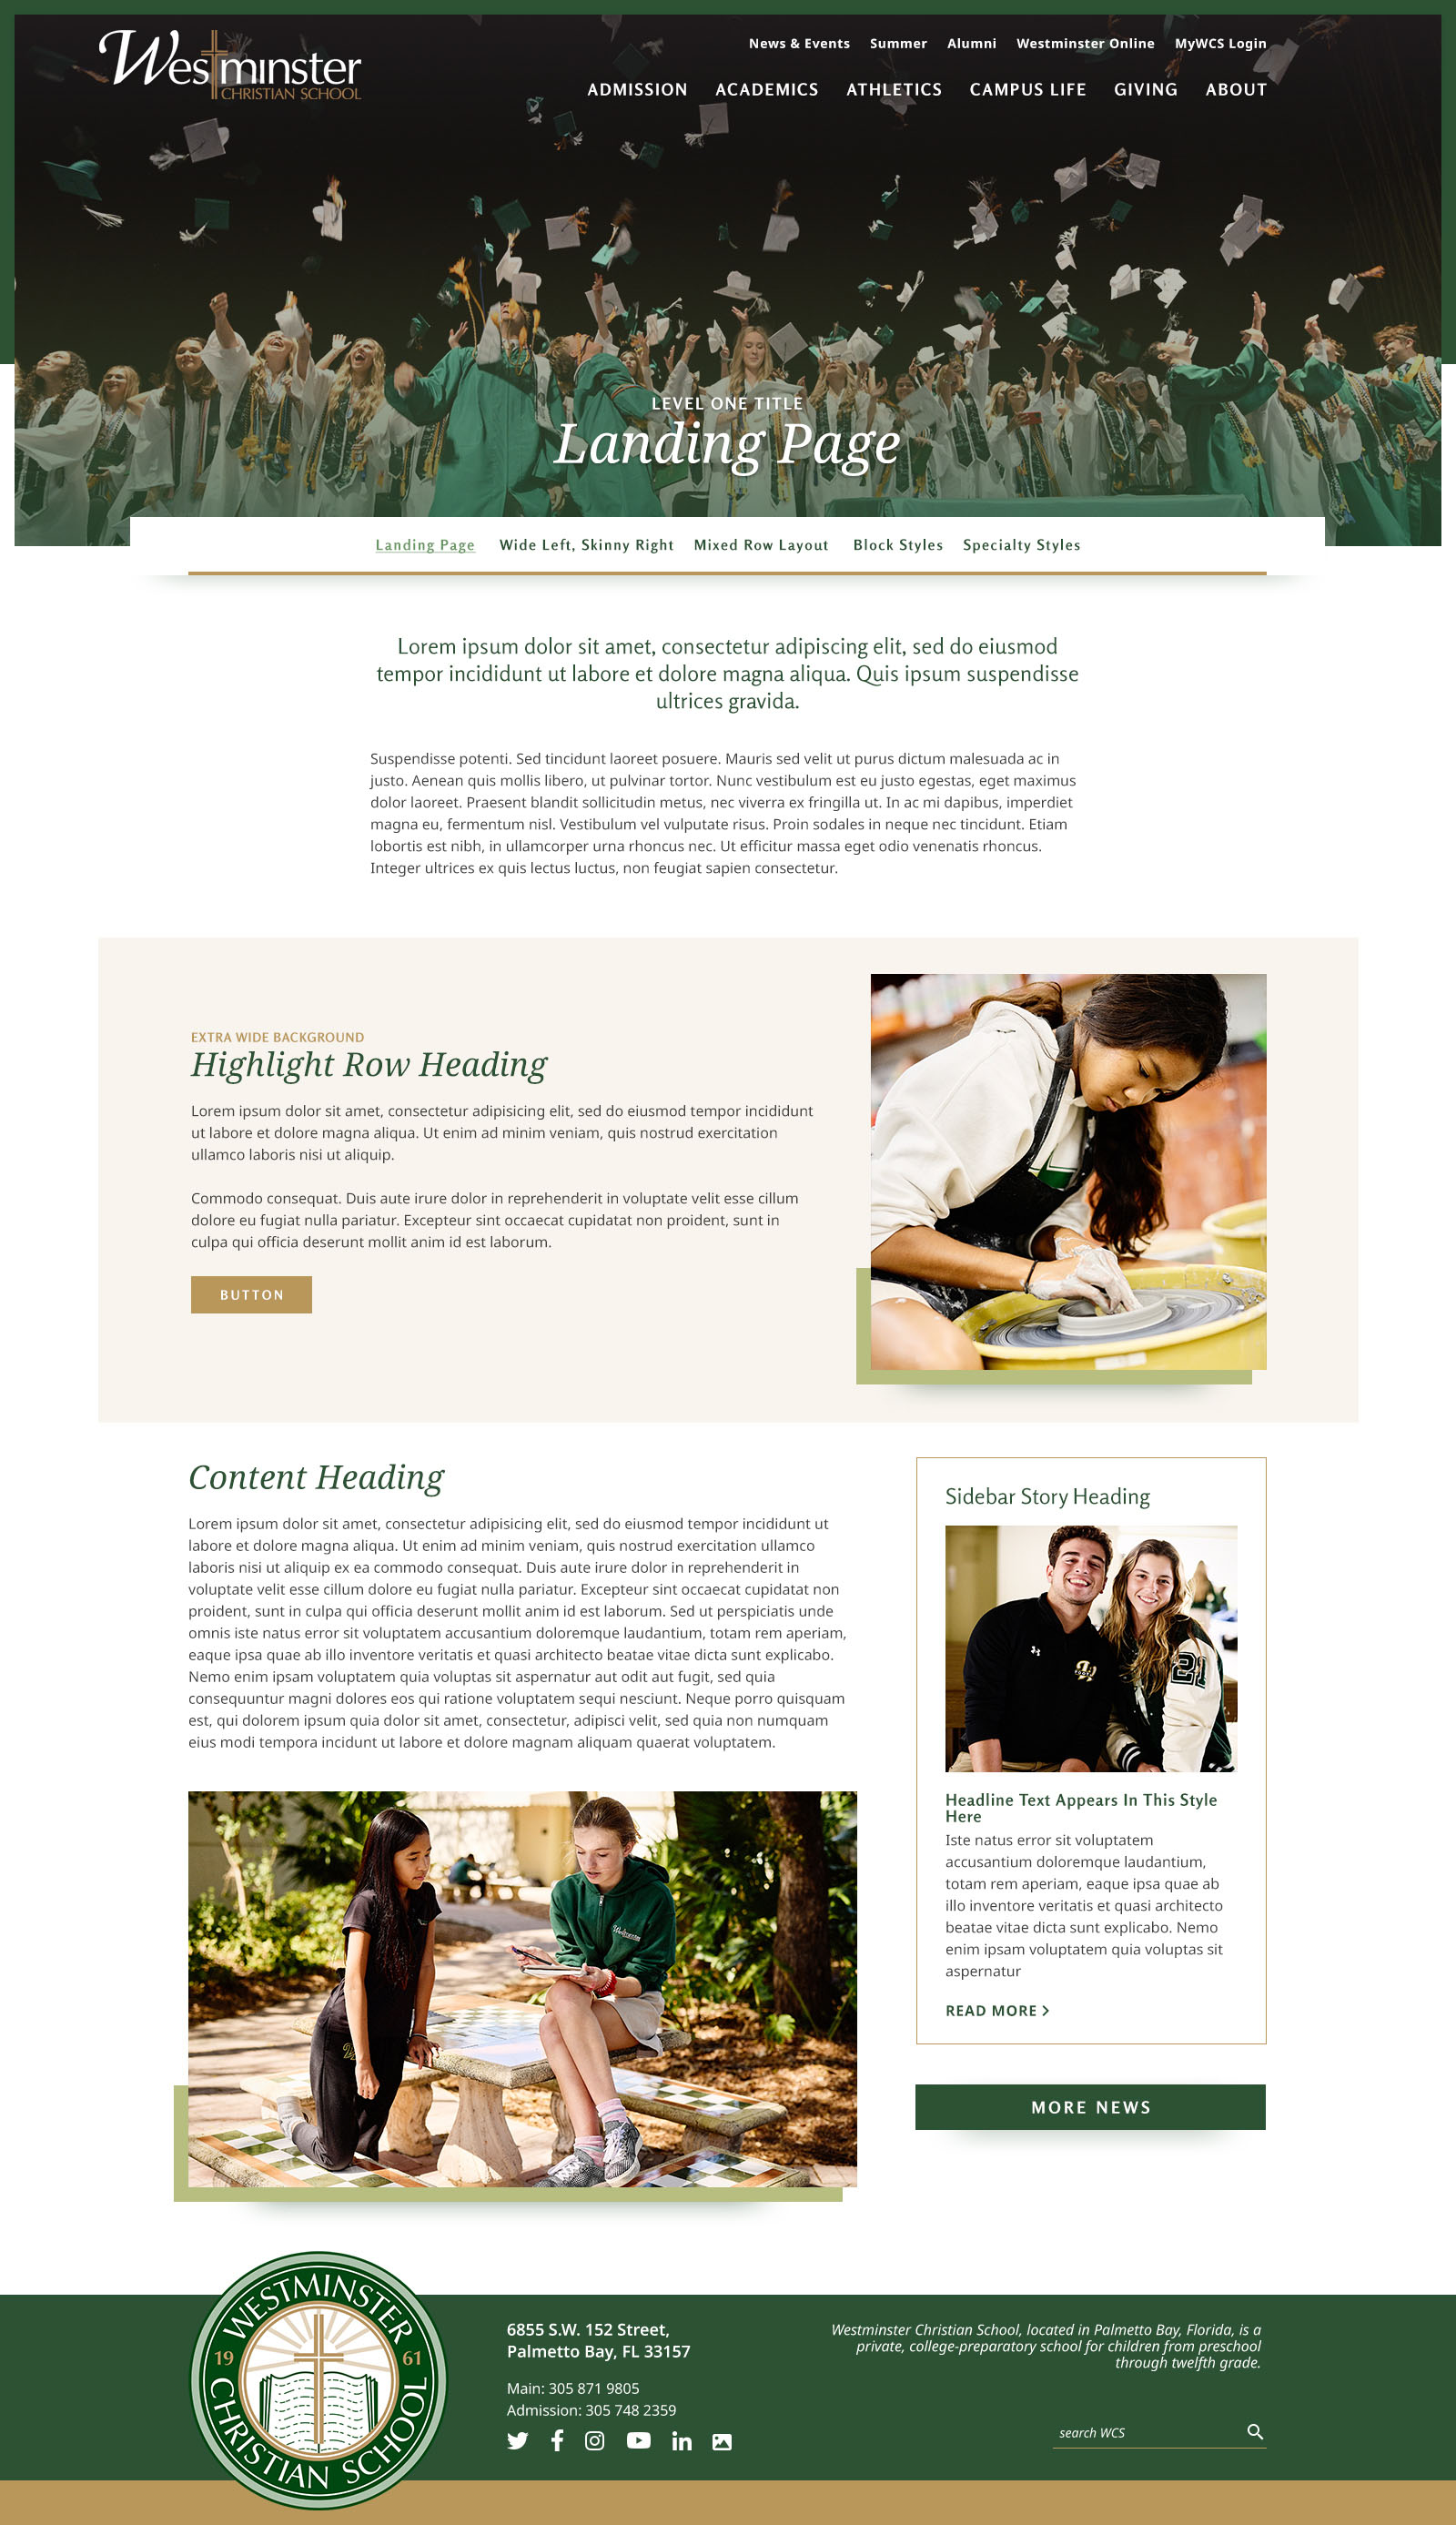 Westminster
CHRISTIAN SCHOOL
News & Events Summer Alumni Westminster Online MyWCS Login
ADMISSION ACADEMICS ATHLETICS CAMPUS LIFE GIVING ABOUT
LEVEL ONE TITLE
Landing Page
Landing Page Wide Left, Skinny Right Mixed Row Layout Block Styles Specialty Styles
Lorem ipsum dolor sit amet, consectetur adipiscing elit, sed do eiusmod
tempor incididunt ut labore et dolore magna aliqua. Quis ipsum suspendisse
ultrices gravida.
Suspendisse potenti. Sed tincidunt laoreet posuere. Mauris sed velit ut purus dictum malesuada ac in
justo. Aenean quis mollis libero, ut pulvinar tortor. Nunc vestibulum est eu justo egestas, eget maximus
dolor laoreet. Praesent blandit sollicitudin metus, nec viverra ex fringilla ut. In ac mi dapibus, imperdiet
magna eu, fermentum nisl. Vestibulum vel vulputate risus. Proin sodales in neque nec tincidunt. Etiam
lobortis est nibh, in ullamcorper urna rhoncus nec. Ut efficitur massa eget odio venenatis rhoncus.
Integer ultrices ex quis lectus luctus, non feugiat sapien consectetur.
EXTRA WIDE BACKGROUND
Highlight Row Heading
Lorem ipsum dolor sit amet, consectetur adipisicing elit, sed do eiusmod tempor incididunt
ut labore et dolore magna aliqua. Ut enim ad minim veniam, quis nostrud exercitation
ullamco laboris nisi ut aliquip.
Commodo consequat. Duis aute irure dolor in reprehenderit in voluptate velit esse cillum
dolore eu fugiat nulla pariatur. Excepteur sint occaecat cupidatat non proident, sunt in
culpa qui officia deserunt mollit anim id est laborum.
BUTTON
Content Heading
Lorem ipsum dolor sit amet, consectetur adipisicing elit, sed do eiusmod tempor incididunt ut
labore et dolore magna aliqua. Ut enim ad minim veniam, quis nostrud exercitation ullamco
laboris nisi ut aliquip ex ea commodo consequat. Duis aute irure dolor in reprehenderit in
voluptate velit esse cillum dolore eu fugiat nulla pariatur. Excepteur sint occaecat cupidatat non
proident, sunt in culpa qui officia deserunt mollit anim id est laborum. Sed ut perspiciatis unde
omnis iste natus error sit voluptatem accusantium doloremque laudantium, totam rem aperiam,
eaque ipsa quae ab illo inventore veritatis et quasi architecto beatae vitae dicta sunt explicabo.
Nemo enim ipsam voluptatem quia voluptas sit aspernatur aut odit aut fugit, sed quia
consequuntur magni dolores eos qui ratione voluptatem sequi nesciunt. Neque porro quisquam
est, qui dolorem ipsum quia dolor sit amet, consectetur, adipisci velit, sed quia non numquam
eius modi tempora incidunt ut labore et dolore magnam aliquam quaerat voluptatem.
Westminster
Sidebar Story Heading
W
21
Headline Text Appears In This Style
Here
Iste natus error sit voluptatem
accusantium doloremque laudantium,
totam rem aperiam, eaque ipsa quae ab
illo inventore veritatis et quasi architecto
beatae vitae dicta sunt explicabo. Nemo
enim ipsam voluptatem quia voluptas sit
aspernatur
READ MORE >
MORE NEWS
WESTMINSTER
19 61
CHRISTIAN SCHOOL
6855 S.W. 152 Street,
Palmetto Bay, FL 33157
Main: 305 871 9805
Admission: 305 748 2359
Westminster Christian School, located in Palmetto Bay, Florida, is a
private, college-preparatory school for children from preschool
through twelfth grade.
search WCS